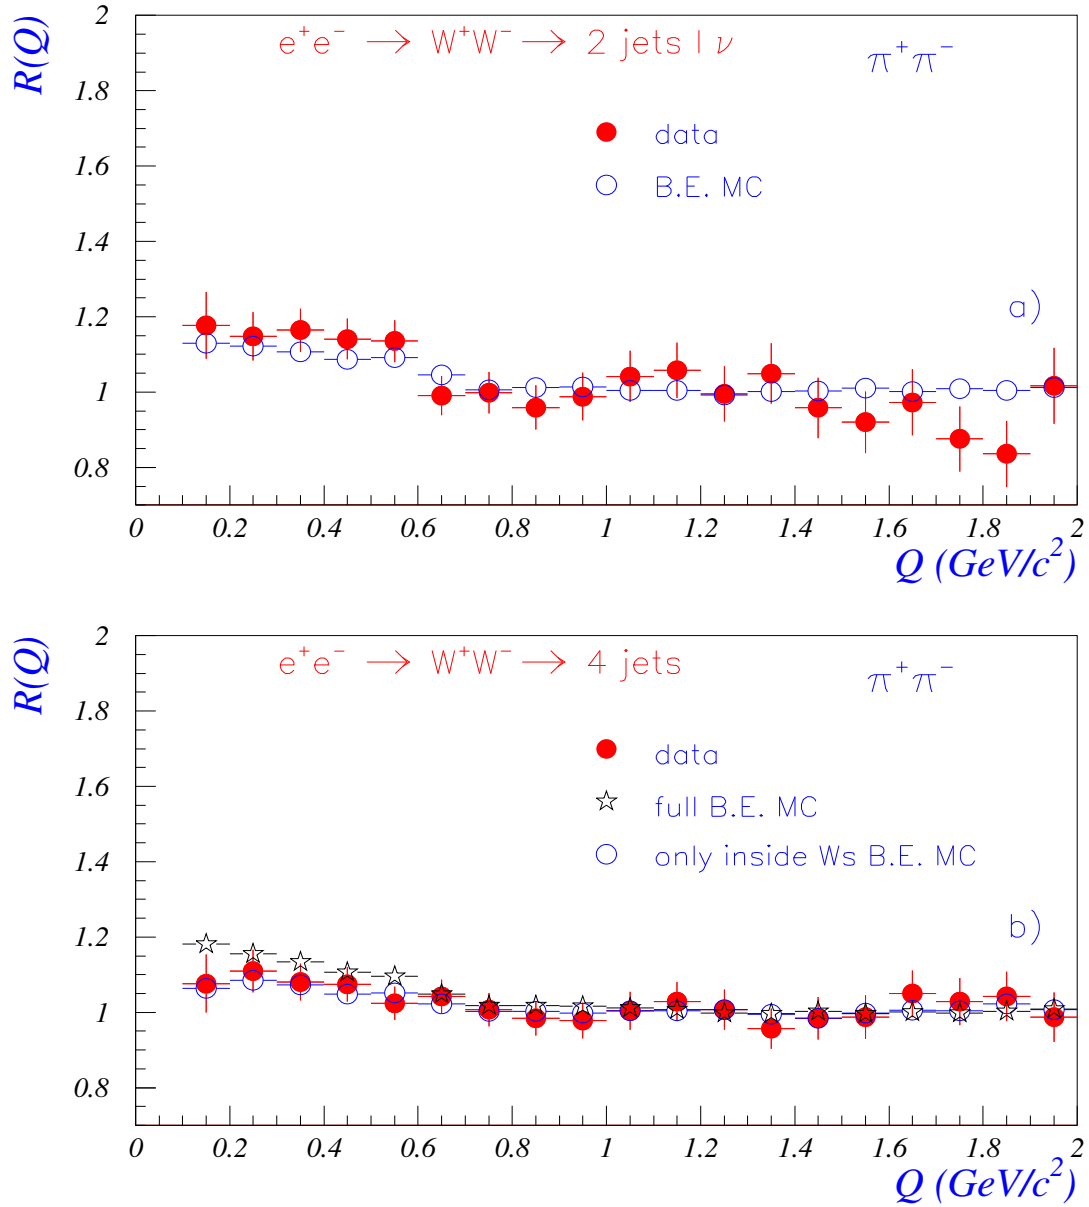 R(Q)
2
1.8
1.6
1.4
1.2
1
0.8
e⁺e⁻ → W⁺W⁻ → 2 jets l ν
π⁺π⁻
data
B.E. MC
a)
0 0.2 0.4 0.6 0.8 1 1.2 1.4 1.6 1.8 2
Q (GeV/c²)
R(Q)
2
1.8
1.6
1.4
1.2
1
0.8
e⁺e⁻ → W⁺W⁻ → 4 jets
π⁺π⁻
data
full B.E. MC
only inside Ws B.E. MC
b)
0 0.2 0.4 0.6 0.8 1 1.2 1.4 1.6 1.8 2
Q (GeV/c²)